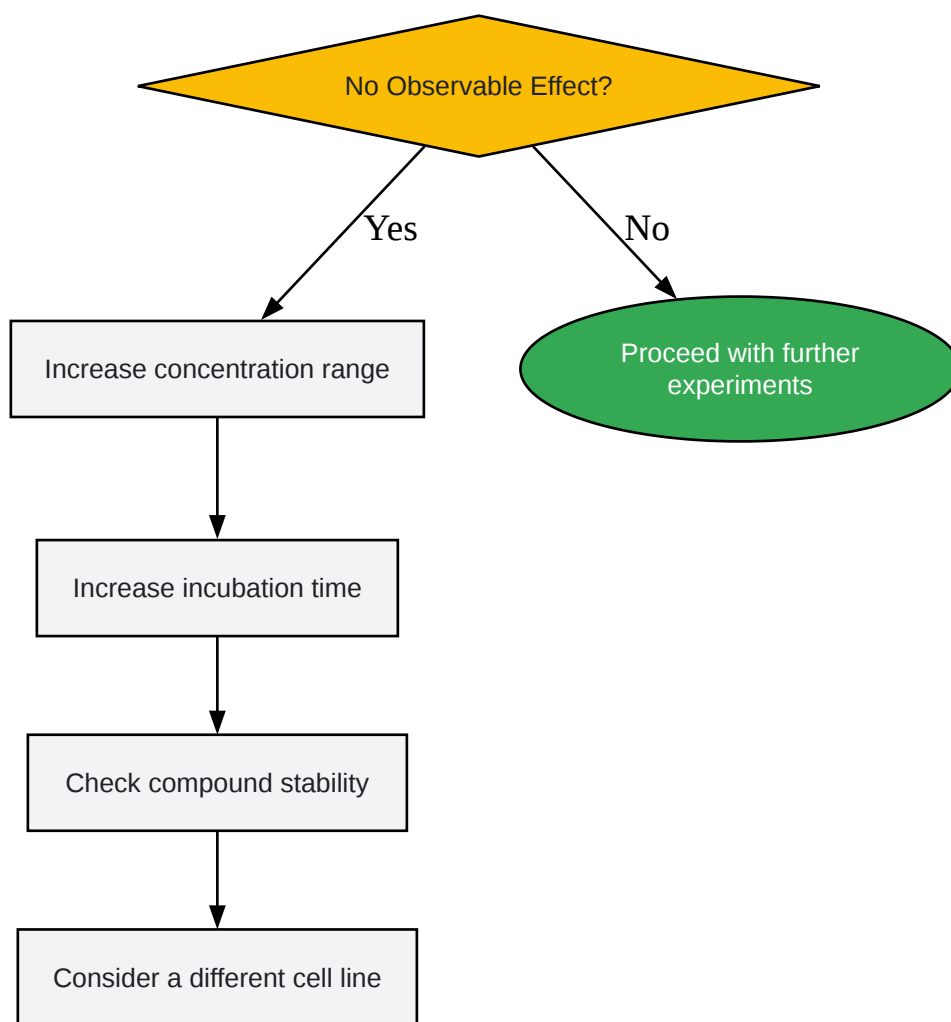 No Observable Effect?
Yes
No
Increase concentration range
Proceed with further
experiments
Increase incubation time
Check compound stability
Consider a different cell line